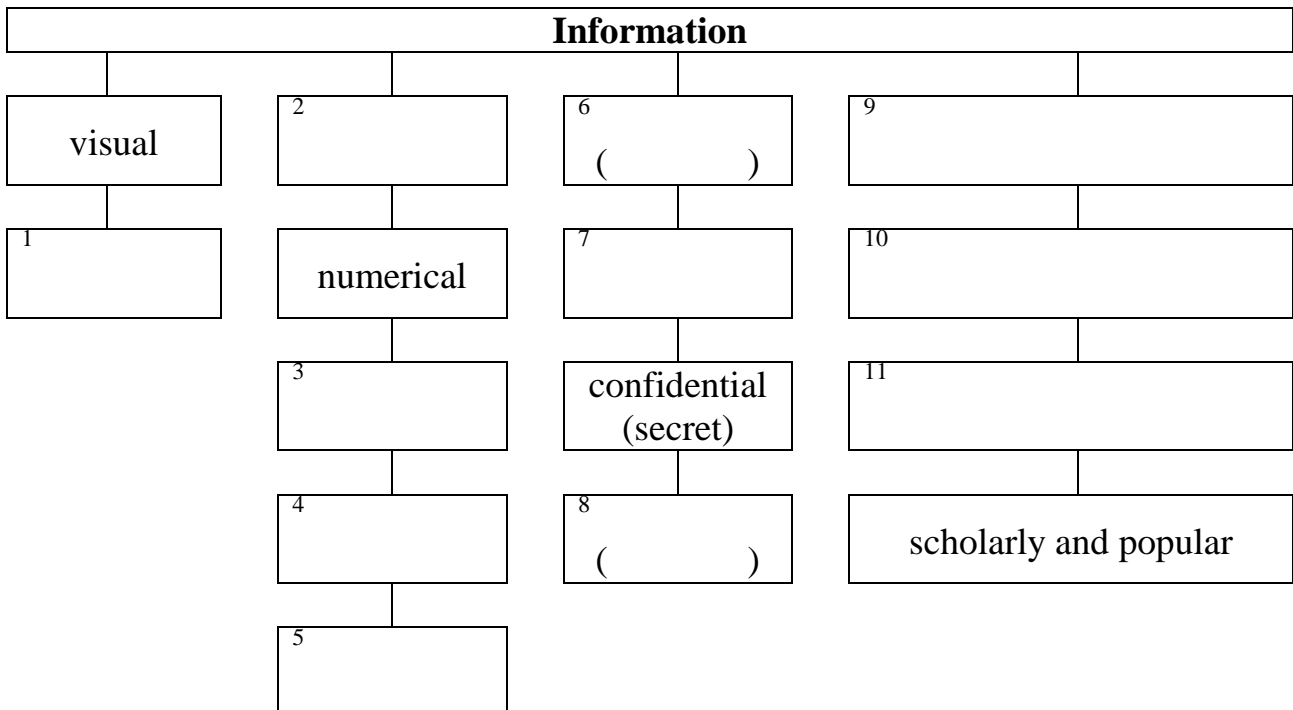 Information
visual
2
6
( )
9
1
numerical
7
10
3
confidential
(secret)
11
4
8
( )
scholarly and popular
5